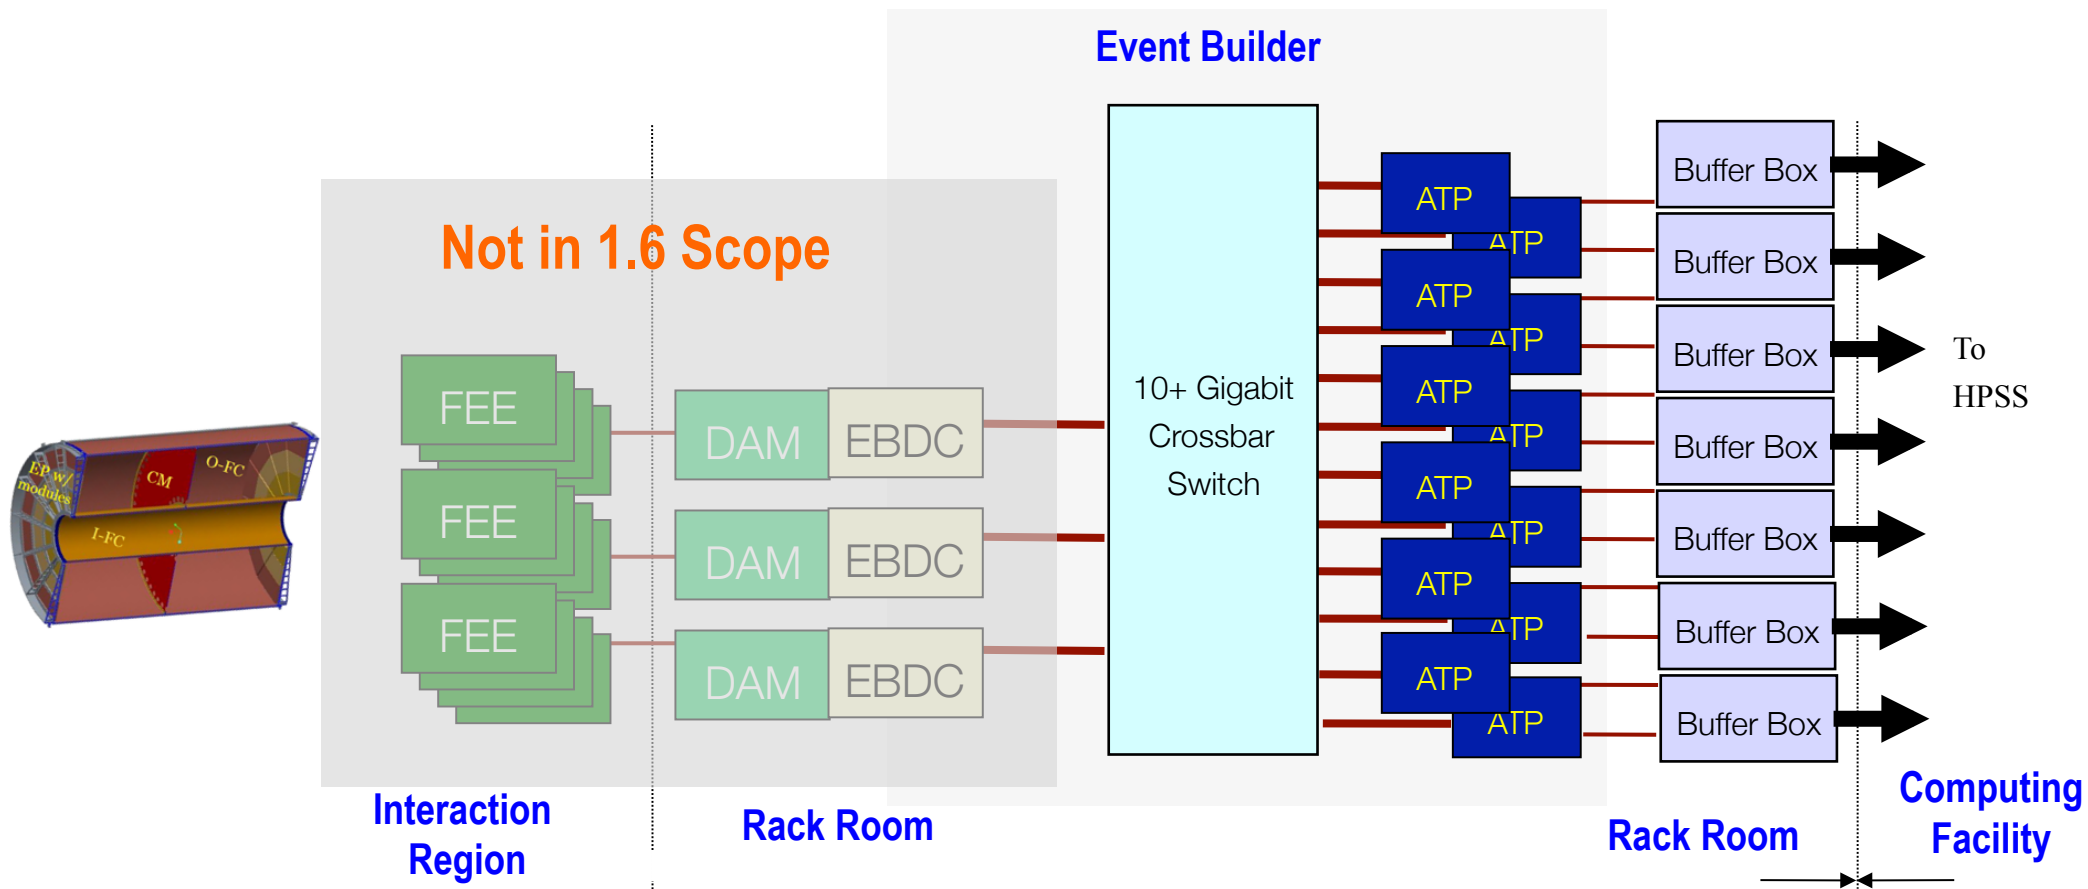 Event Builder
Not in 1.6 Scope
EP w/
modules
CM
O-FC
I-FC
FEE
FEE
FEE
DAM
EBDC
DAM
EBDC
DAM
EBDC
10+ Gigabit
Crossbar
Switch
ATP
ATP
ATP
ATP
ATP
ATP
ATP
ATP
ATP
ATP
ATP
ATP
Buffer Box
Buffer Box
Buffer Box
Buffer Box
Buffer Box
Buffer Box
Buffer Box
To
HPSS
Interaction
Region
Rack Room
Rack Room
Computing
Facility